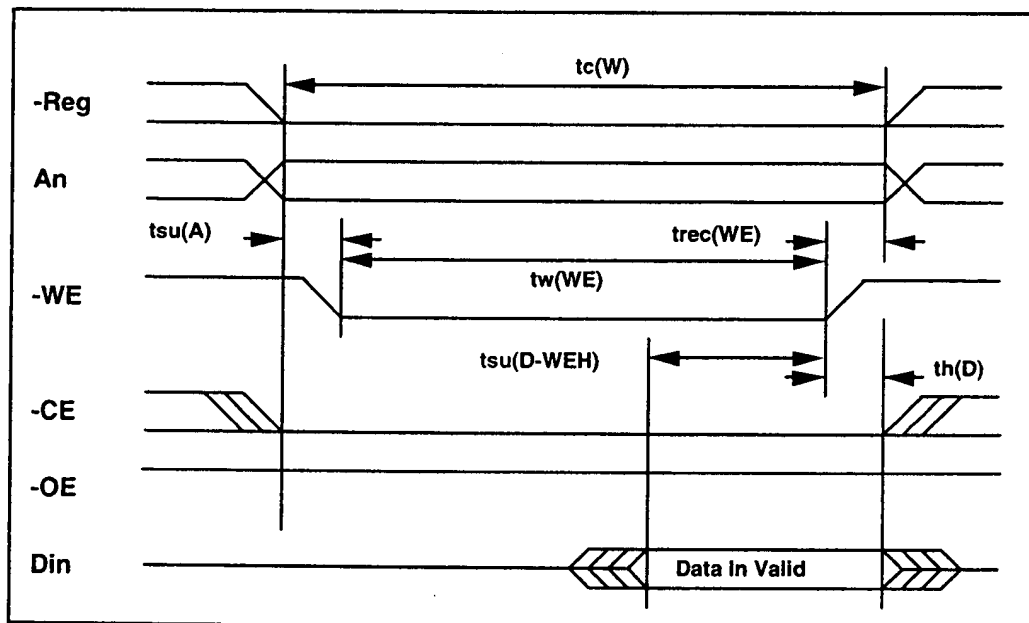 tc(W)
-Reg
An
tsu(A)
trec(WE)
tw(WE)
-WE
tsu(D-WEH)
th(D)
-CE
-OE
Din
Data In Valid